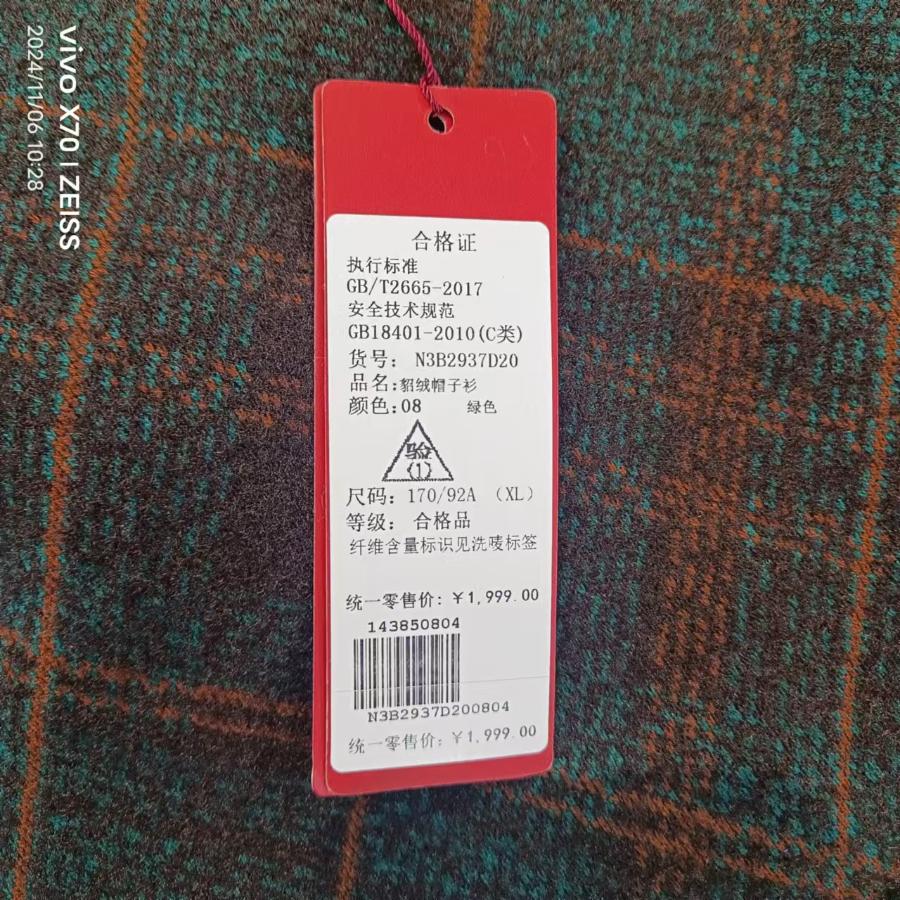 vivo X70 | ZEISS
2024/11/06 10:28
合格证
执行标准
GB/T2665-2017
安全技术规范
GB18401-2010(C类)
货号: N3B2937D20
品名:貂绒帽子衫
颜色:08 绿色
验
(1)
尺码: 170/92A (XL)
等级: 合格品
纤维含量标识见洗唛标签
统一零售价: ¥1,999.00
143850804
N3B2937D200804
统一零售价: ¥1,999.00